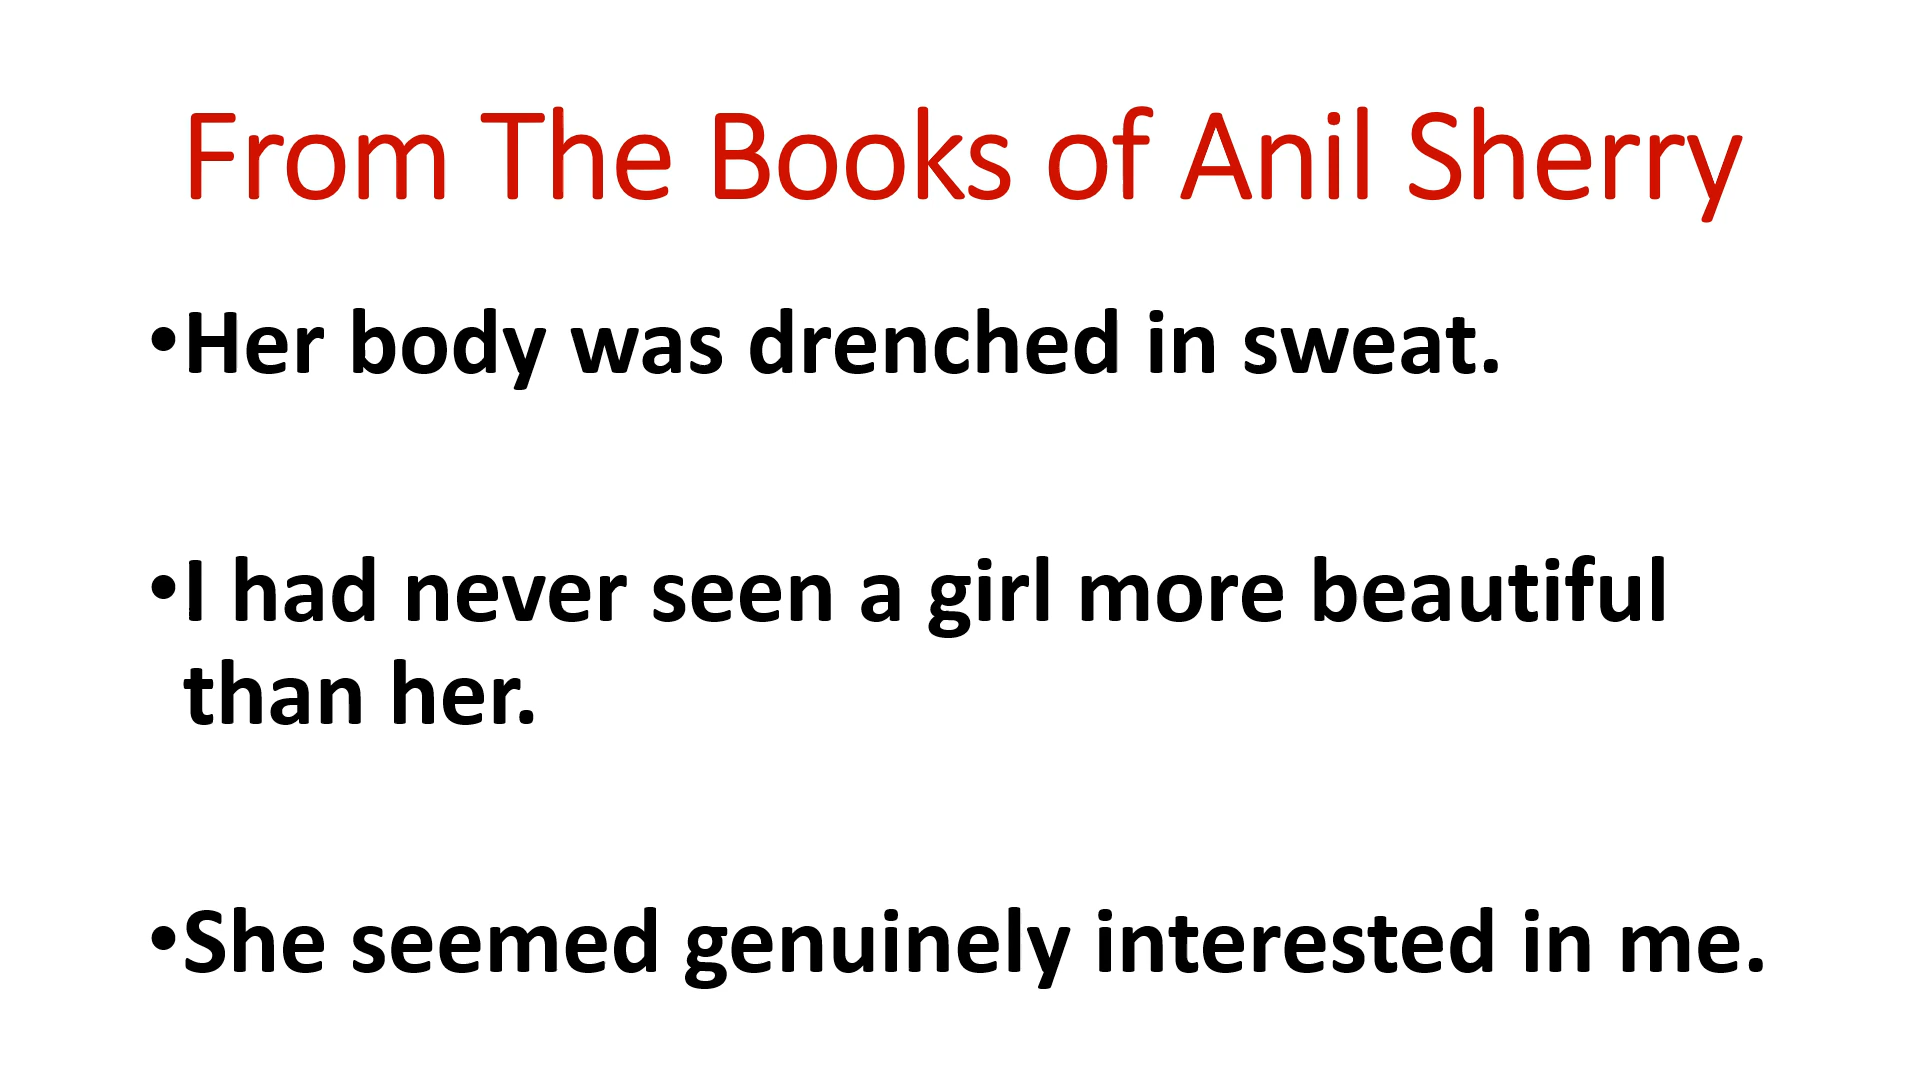 From The Books of Anil Sherry
•Her body was drenched in sweat.
•I had never seen a girl more beautiful
than her.
•She seemed genuinely interested in me.